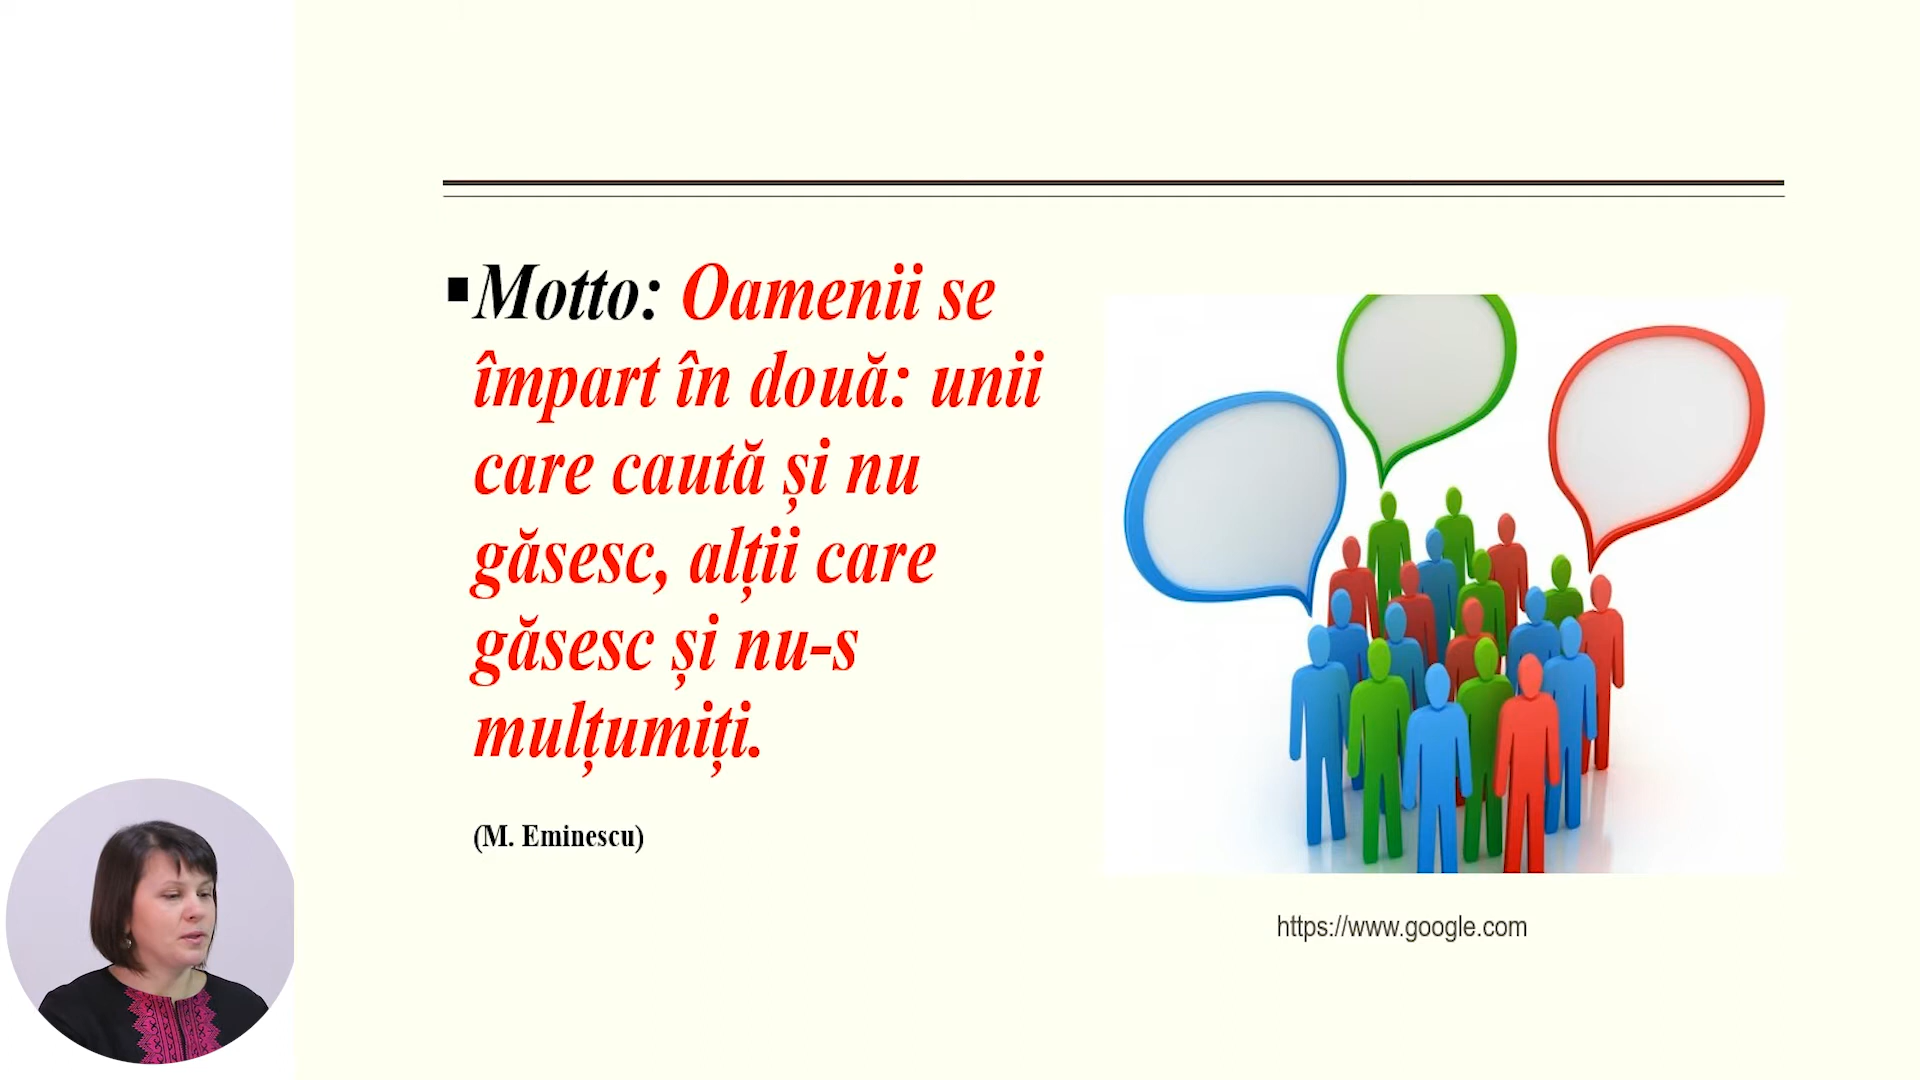 Motto: Oamenii se
împart în două: unii
care caută și nu
găsesc, alții care
găsesc și nu-s
mulțumiți.
(M. Eminescu)
https://www.google.com